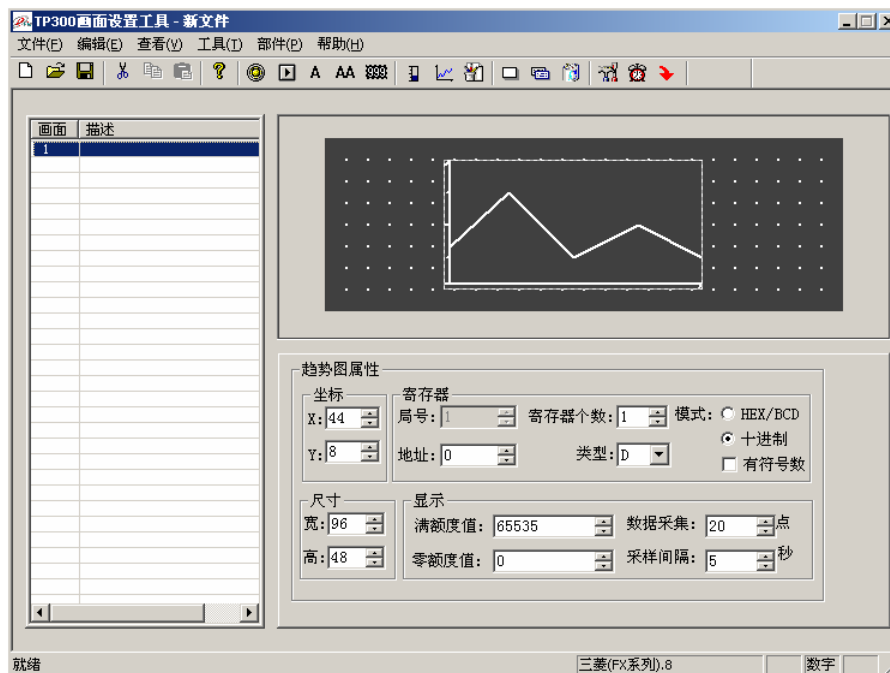 TP300画面设置工具 - 新文件
文件(F) 编辑(E) 查看(V) 工具(T) 部件(P) 帮助(H)
A AA
画面 描述
1
趋势图属性
坐标
X: 44
Y: 8
寄存器
局号: 1 寄存器个数: 1 模式: HEX/BCD
十进制
地址: 0 类型: D
有符号数
尺寸
宽: 96
高: 48
显示
满额度值: 65535 数据采集: 20 点
零额度值: 0 采样间隔: 5 秒
就绪 三菱(FX系列).8 数字